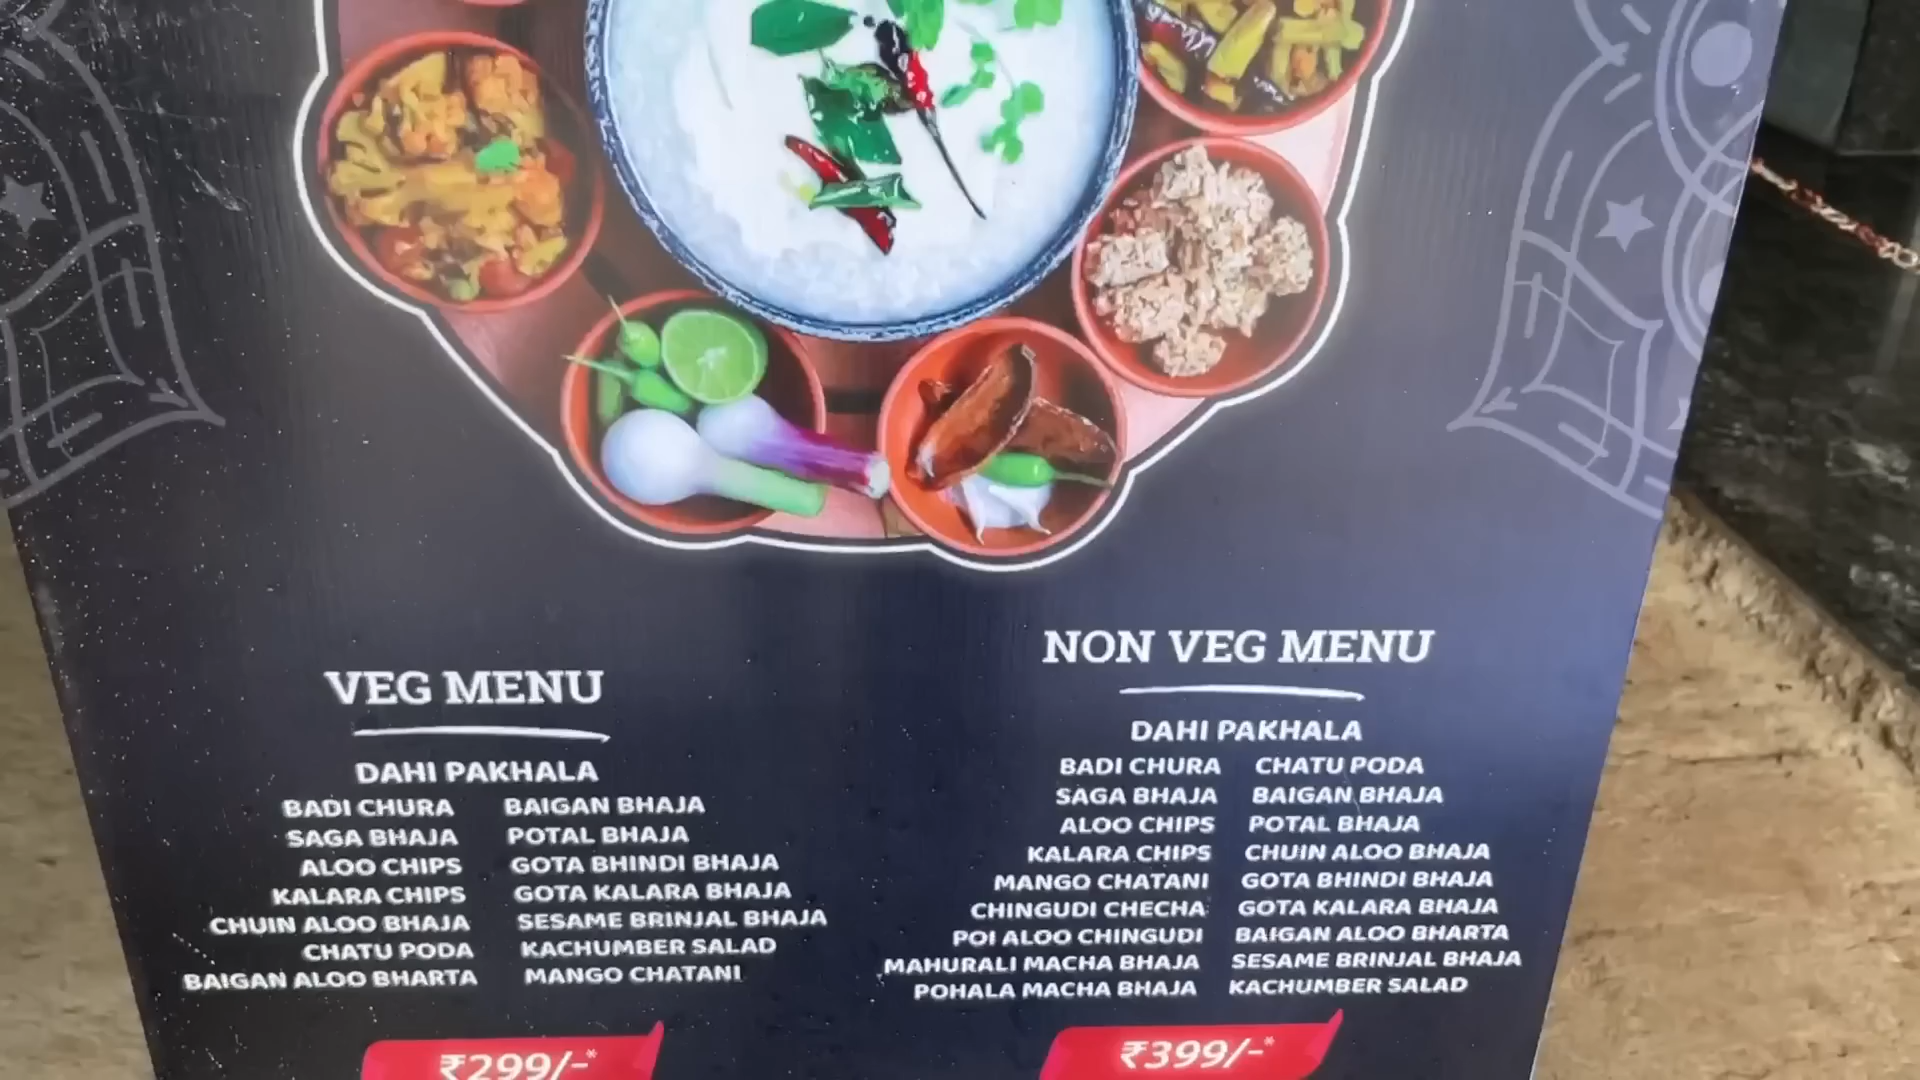 VEG MENU
DAHI PAKHALA
BADI CHURA BAIGAN BHAJA
SAGA BHAJA POTAL BHAJA
ALOO CHIPS GOTA BHINDI BHAJA
KALARA CHIPS GOTA KALARA BHAJA
CHUIN ALOO BHAJA SESAME BRINJAL BHAJA
CHATU PODA KACHUMBER SALAD
BAIGAN ALOO BHARTA MANGO CHATANI
₹299/-*
NON VEG MENU
DAHI PAKHALA
BADI CHURA CHATU PODA
SAGA BHAJA BAIGAN BHAJA
ALOO CHIPS POTAL BHAJA
KALARA CHIPS CHUIN ALOO BHAJA
MANGO CHATANI GOTA BHINDI BHAJA
CHINGUDI CHECHA GOTA KALARA BHAJA
POI ALOO CHINGUDI BAIGAN ALOO BHARTA
MAHURALI MACHA BHAJA SESAME BRINJAL BHAJA
POHALA MACHA BHAJA KACHUMBER SALAD
₹399/-*